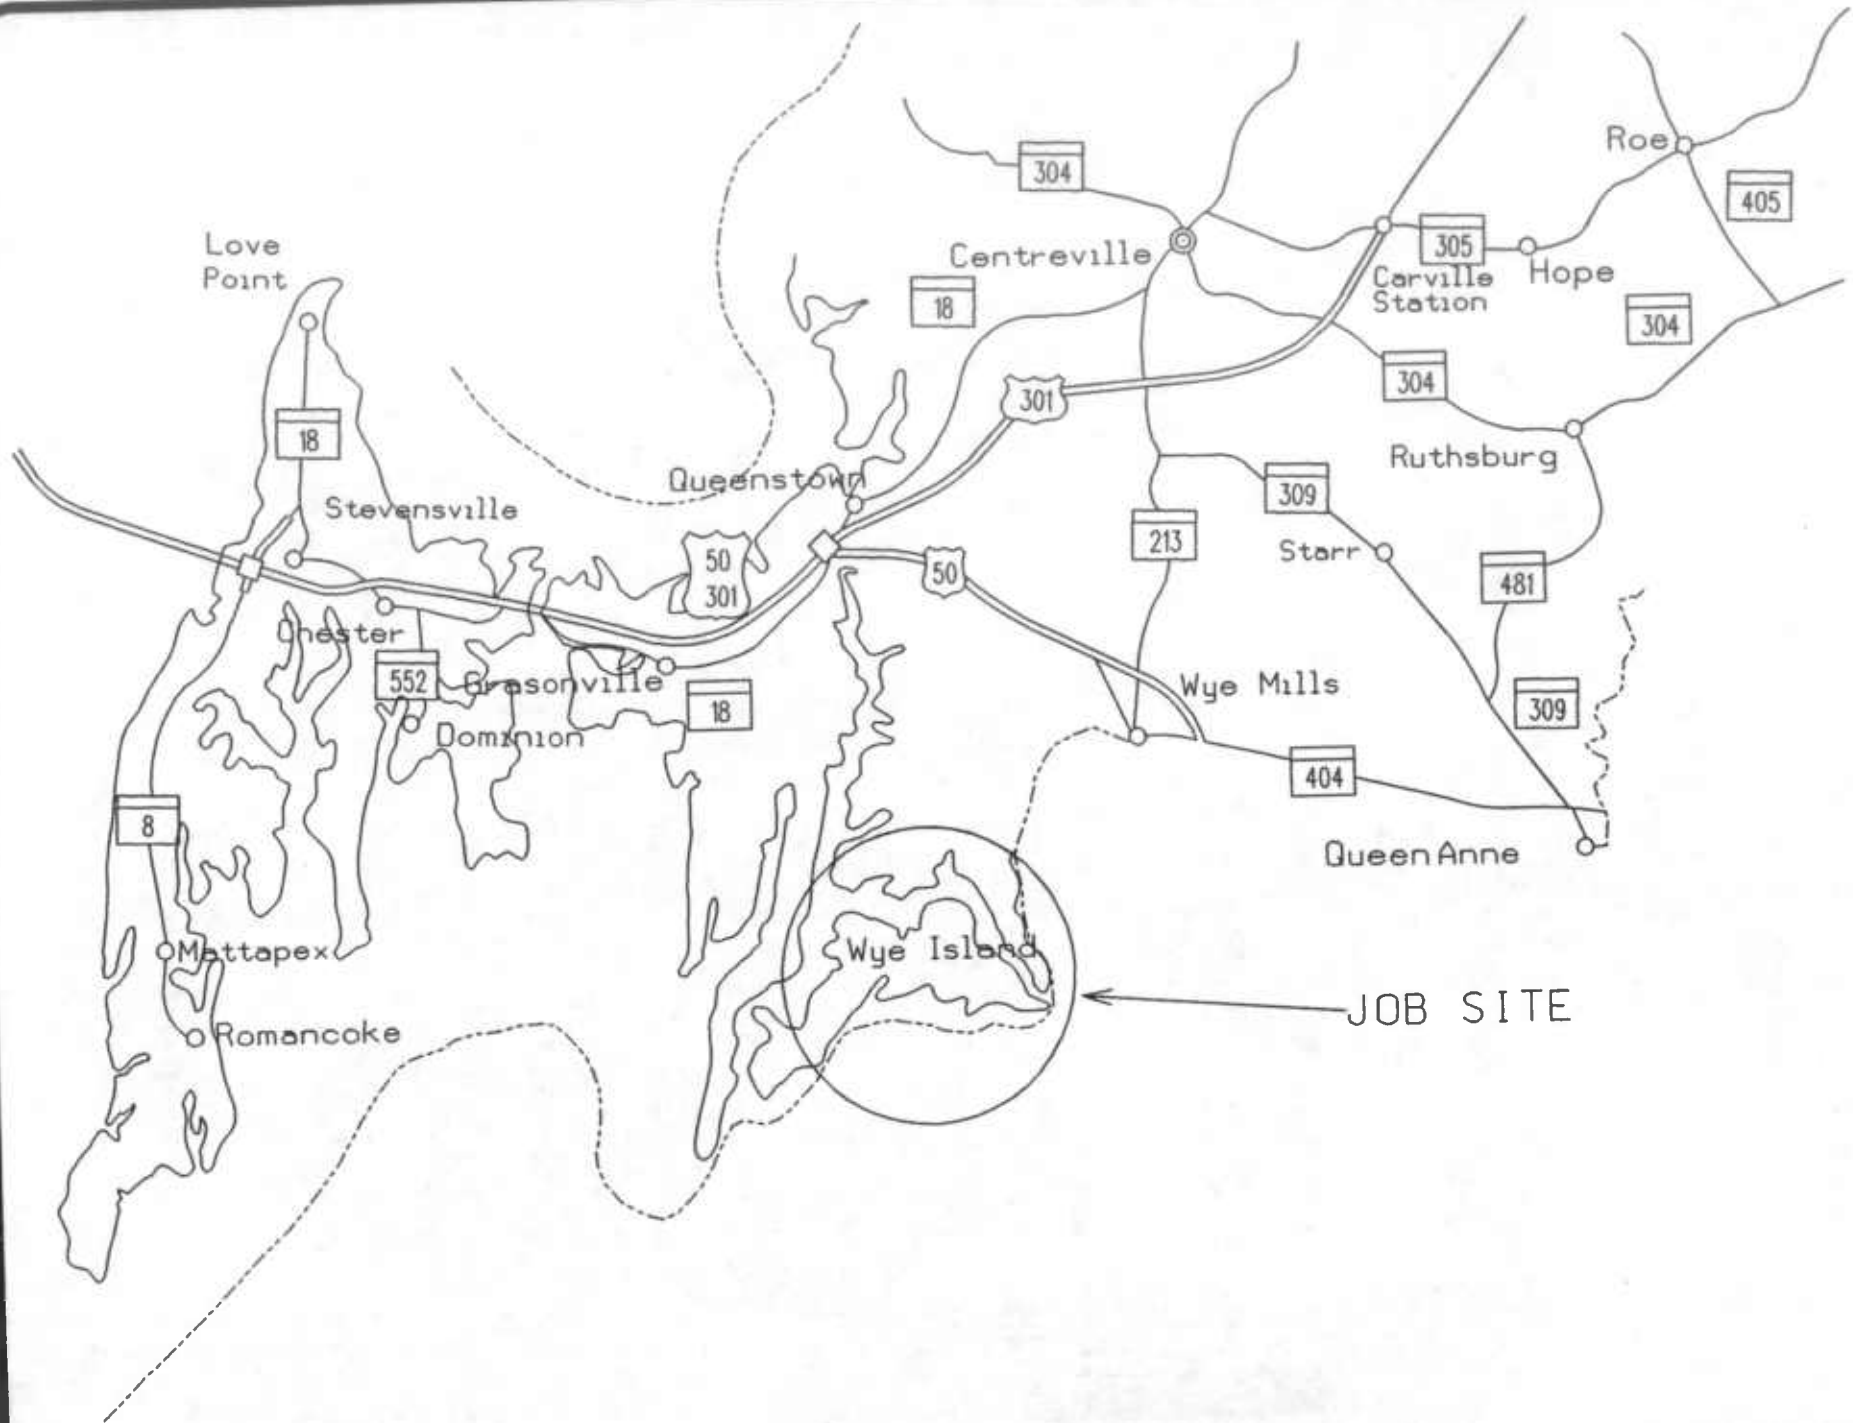 Roe
304
405
Love
Point
Centreville
305
Hope
Carville
Station
18
304
304
301
18
Ruthsburg
Queenstown
309
Stevensville
213
Starr
50
301
50
481
Chester
552
Grasonville
18
Wye Mills
309
Dominion
404
8
Queen Anne
Mattapex
Wye Island
JOB SITE
Romancoke